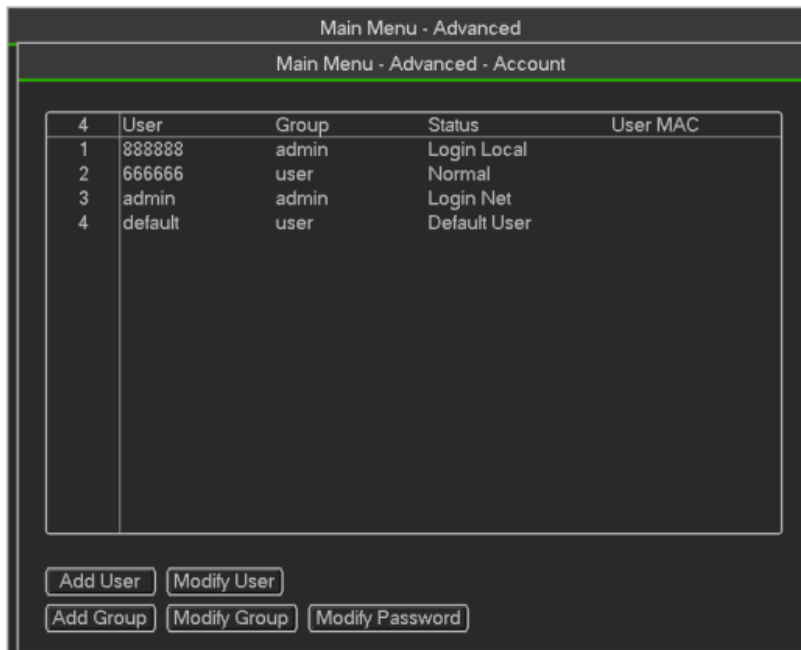 Main Menu - Advanced
Main Menu - Advanced - Account
4 User Group Status User MAC
1 888888 admin Login Local
2 666666 user Normal
3 admin admin Login Net
4 default user Default User
Add User Modify User
Add Group Modify Group Modify Password